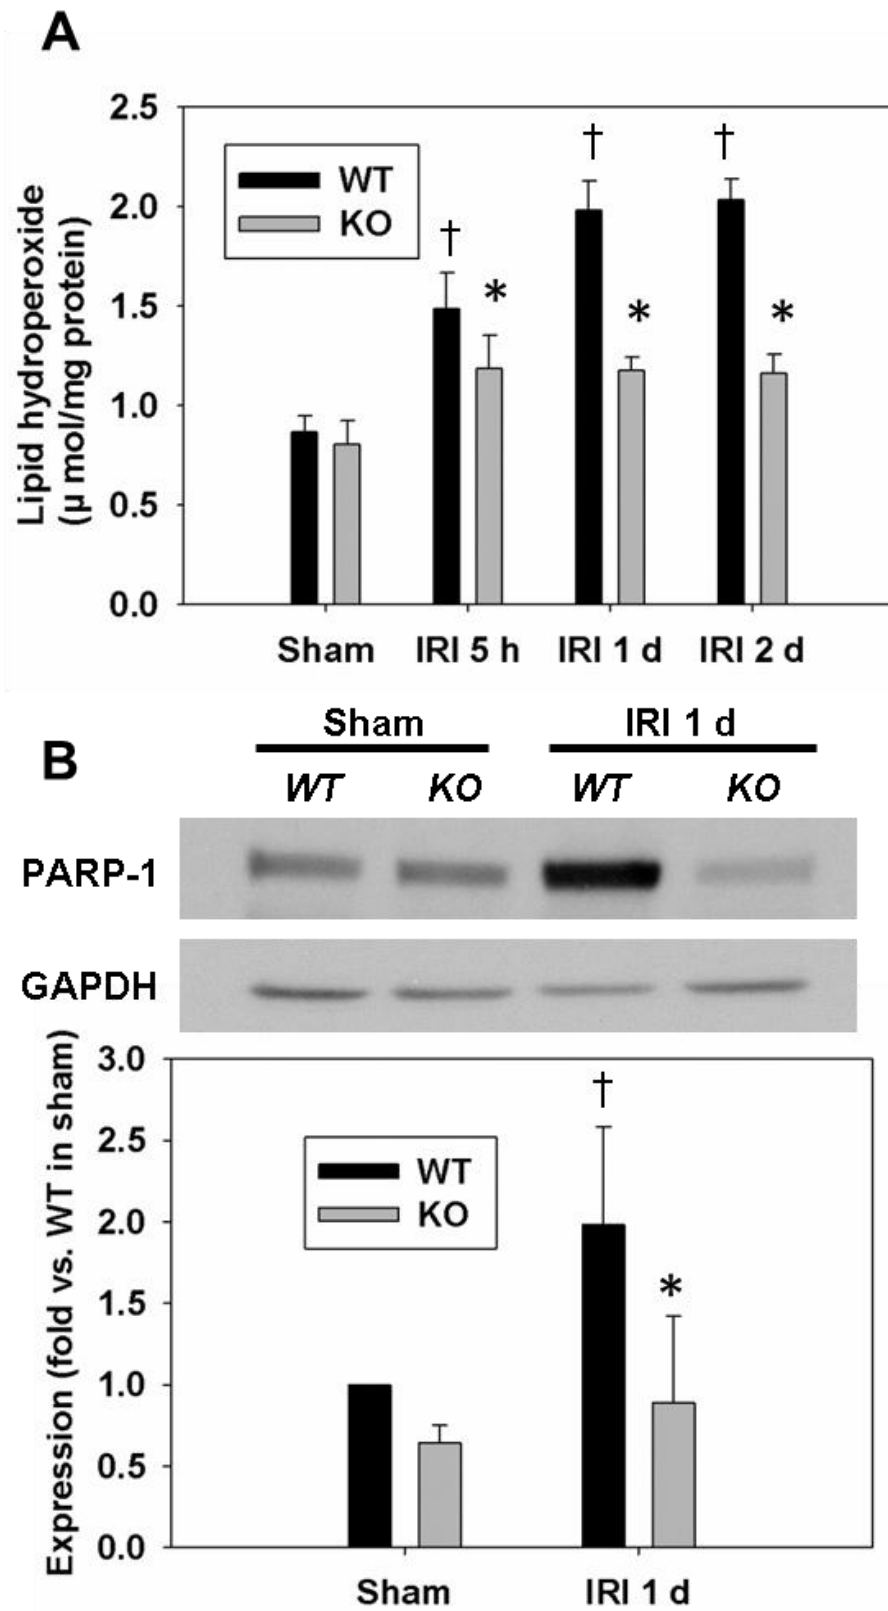 A
Lipid hydroperoxide
(μ mol/mg protein)
2.5
2.0
1.5
1.0
0.5
0.0
WT
KO
†
*
†
*
†
*
Sham IRI 5 h IRI 1 d IRI 2 d
B
Sham IRI 1 d
WT KO WT KO
PARP-1
GAPDH
Expression (fold vs. WT in sham)
3.0
2.5
2.0
1.5
1.0
0.5
0.0
WT
KO
†
*
Sham IRI 1 d